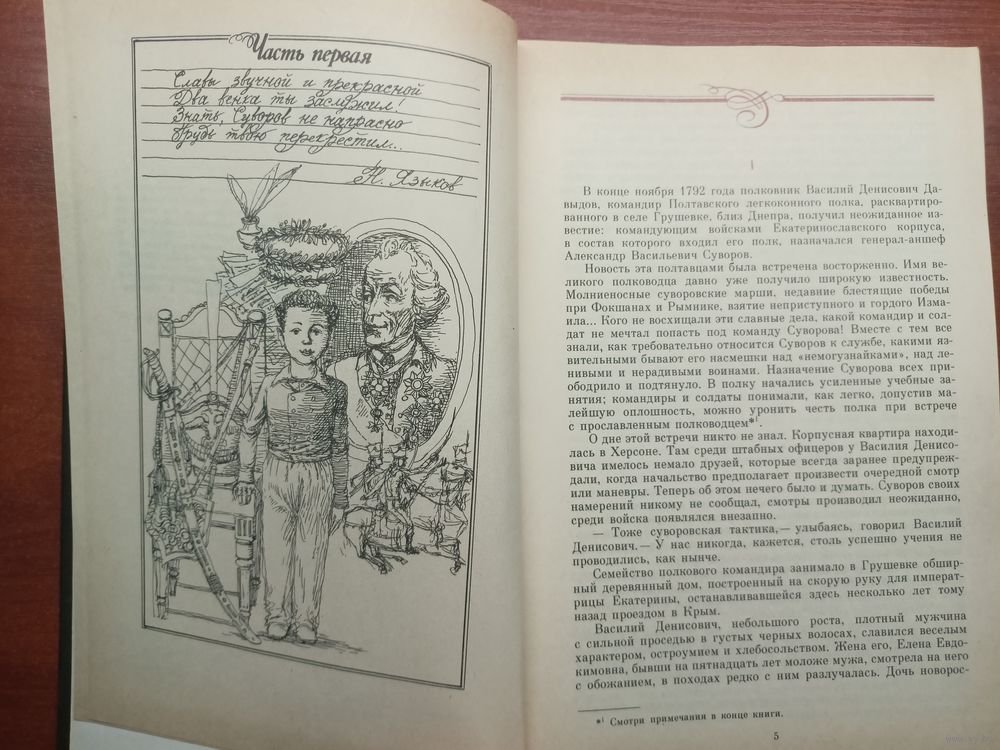 Часть первая
Славы звучной и прекрасной
Два венка ты заслужил!
Знать, Суворов не напрасно
Грудь твою перекрестил...
Н. Языков
I
В конце ноября 1792 года полковник Василий Денисович Да-
выдов, командир Полтавского легкоконного полка, расквартиро-
ванного в селе Грушевке, близ Днепра, получил неожиданное из-
вестие: командующим войсками Екатеринославского корпуса,
в состав которого входил его полк, назначался генерал-аншеф
Александр Васильевич Суворов.
Новость эта полтавцами была встречена восторженно. Имя ве-
ликого полководца давно уже получило широкую известность.
Молниеносные суворовские марши, недавние блестящие победы
при Фокшанах и Рымнике, взятие неприступного и гордого Изма-
ила... Кого не восхищали эти славные дела, какой командир и сол-
дат не мечтал попасть под команду Суворова! Вместе с тем все
знали, как требовательно относится Суворов к службе, какими яз-
вительными бывают его насмешки над «немогузнайками», над ле-
нивыми и нерадивыми воинами. Назначение Суворова всех при-
ободрило и подтянуло. В полку начались усиленные учебные за-
нятия; командиры и солдаты понимали, как легко, допустив ма-
лейшую оплошность, можно уронить честь полка при встрече
с прославленным полководцем*¹.
О дне этой встречи никто не знал. Корпусная квартира находи-
лась в Херсоне. Там среди штабных офицеров у Василия Денисо-
вича имелось немало друзей, которые всегда заранее предупреж-
дали, когда начальство предполагает произвести очередной смотр
или маневры. Теперь об этом нечего было и думать. Суворов своих
намерений никому не сообщал, смотры производил неожиданно,
среди войска появлялся внезапно.
— Тоже суворовская тактика,— улыбаясь, говорил Василий
Денисович.— У нас никогда, кажется, столь успешно учения не
проводились, как нынче.
Семейство полкового командира занимало в Грушевке обшир-
ный деревянный дом, построенный на скорую руку для императ-
рицы Екатерины, останавливавшейся здесь несколько лет тому
назад проездом в Крым.
Василий Денисович, небольшого роста, плотный мужчина
с сильной проседью в густых черных волосах, славился веселым
характером, остроумием и хлебосольством. Жена его, Елена Евдо-
кимовна, бывши на пятнадцать лет моложе мужа, смотрела на него
с обожанием, в походах редко с ним разлучалась. Дочь новорос-
*¹ Смотри примечания в конце книги.
5